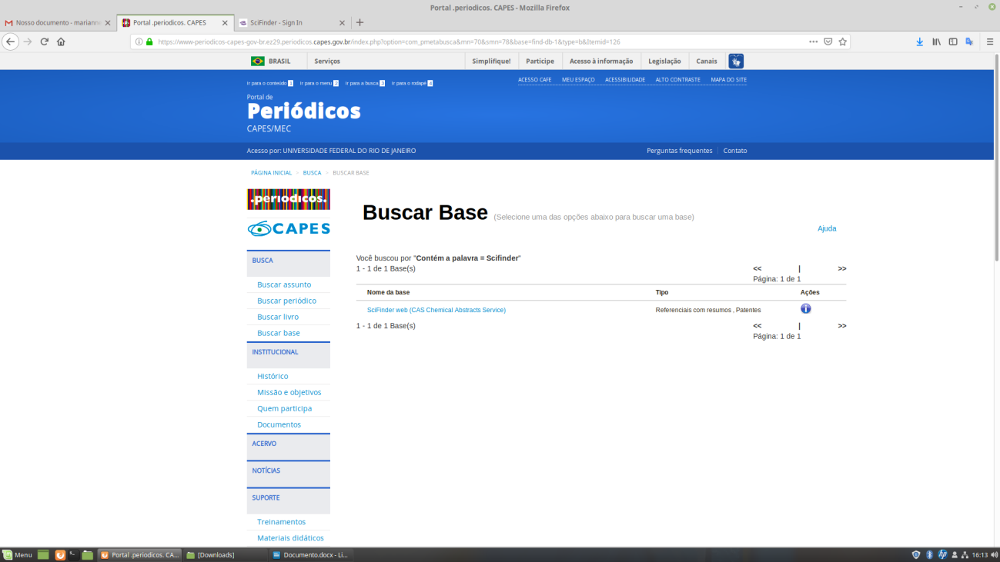 Portal .periodicos. CAPES - Mozilla Firefox
Nosso documento - mariann
Portal .periodicos. CAPES
SciFinder - Sign In
https://www-periodicos-capes-gov-br.ez29.periodicos.capes.gov.br/index.php?option=com_pmetabusca&mn=70&smn=78&base=find-db-1&type=b&Itemid=126
BRASIL Serviços Simplifique! Participe Acesso à informação Legislação Canais
Ir para o conteúdo 1 Ir para o menu 2 Ir para a busca 3 Ir para o rodapé 4
ACESSO CAFE MEU ESPAÇO ACESSIBILIDADE ALTO CONTRASTE MAPA DO SITE
Portal de
Periódicos
CAPES/MEC
Acesso por: UNIVERSIDADE FEDERAL DO RIO DE JANEIRO
Perguntas frequentes Contato
PÁGINA INICIAL > BUSCA > BUSCAR BASE
.periodicos.
CAPES
BUSCA
Buscar assunto
Buscar periódico
Buscar livro
Buscar base
INSTITUCIONAL
Histórico
Missão e objetivos
Quem participa
Documentos
ACERVO
NOTÍCIAS
SUPORTE
Treinamentos
Materiais didáticos
Buscar Base (Selecione uma das opções abaixo para buscar uma base)
Ajuda
Você buscou por "Contém a palavra = Scifinder"
1 - 1 de 1 Base(s) << | >>
Página: 1 de 1
Nome da base Tipo Ações
SciFinder web (CAS Chemical Abstracts Service) Referenciais com resumos , Patentes
1 - 1 de 1 Base(s) << | >>
Página: 1 de 1
Menu Portal .periodicos. CA... [Downloads] Documento.docx - Li... 16:13